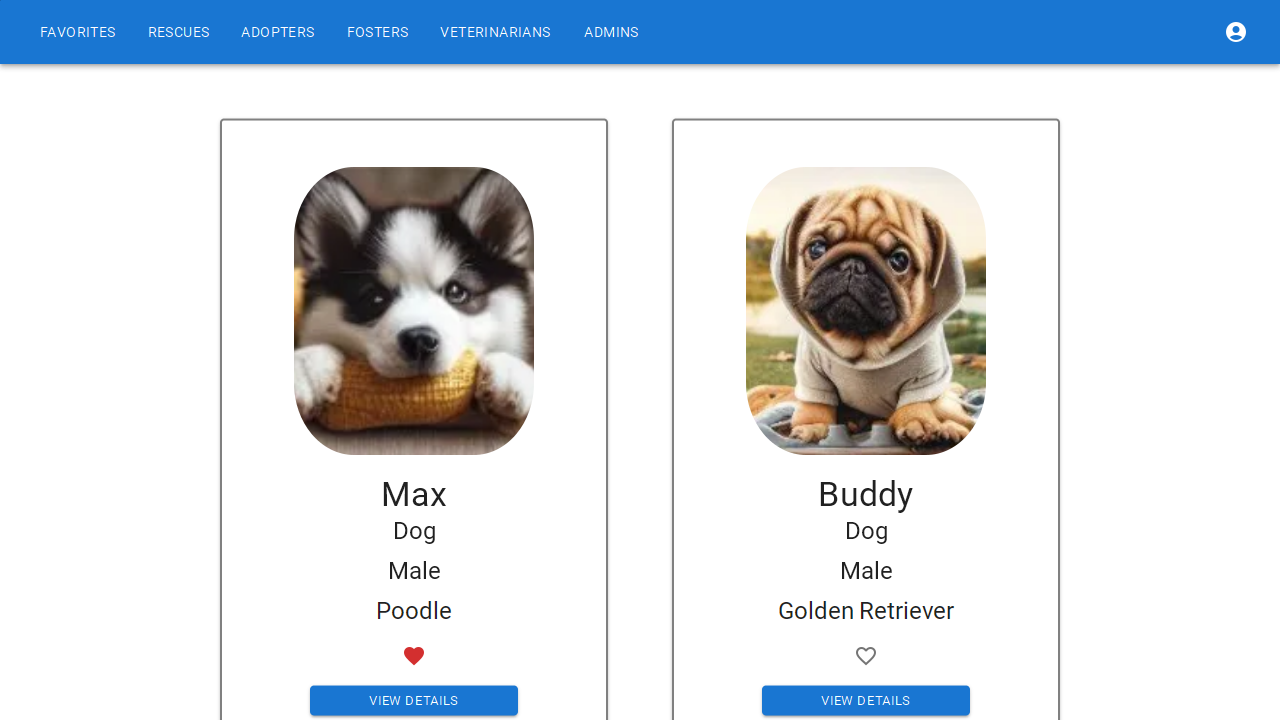 FAVORITES RESCUES ADOPTERS FOSTERS VETERINARIANS ADMINS
Max
Dog
Male
Poodle
VIEW DETAILS
Buddy
Dog
Male
Golden Retriever
VIEW DETAILS